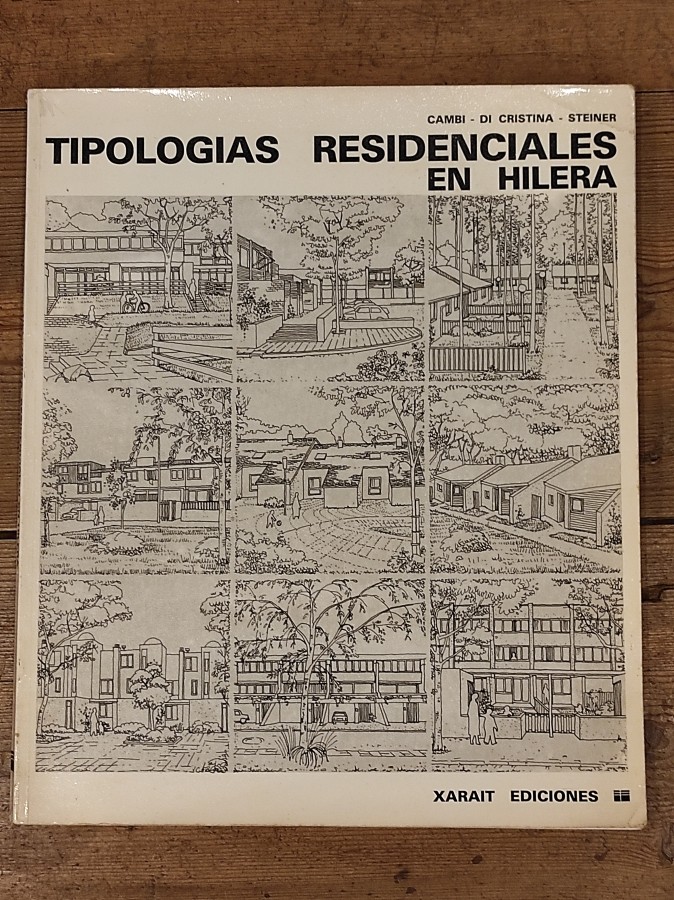 CAMBI - DI CRISTINA - STEINER
TIPOLOGIAS RESIDENCIALES
EN HILERA
XARAIT EDICIONES